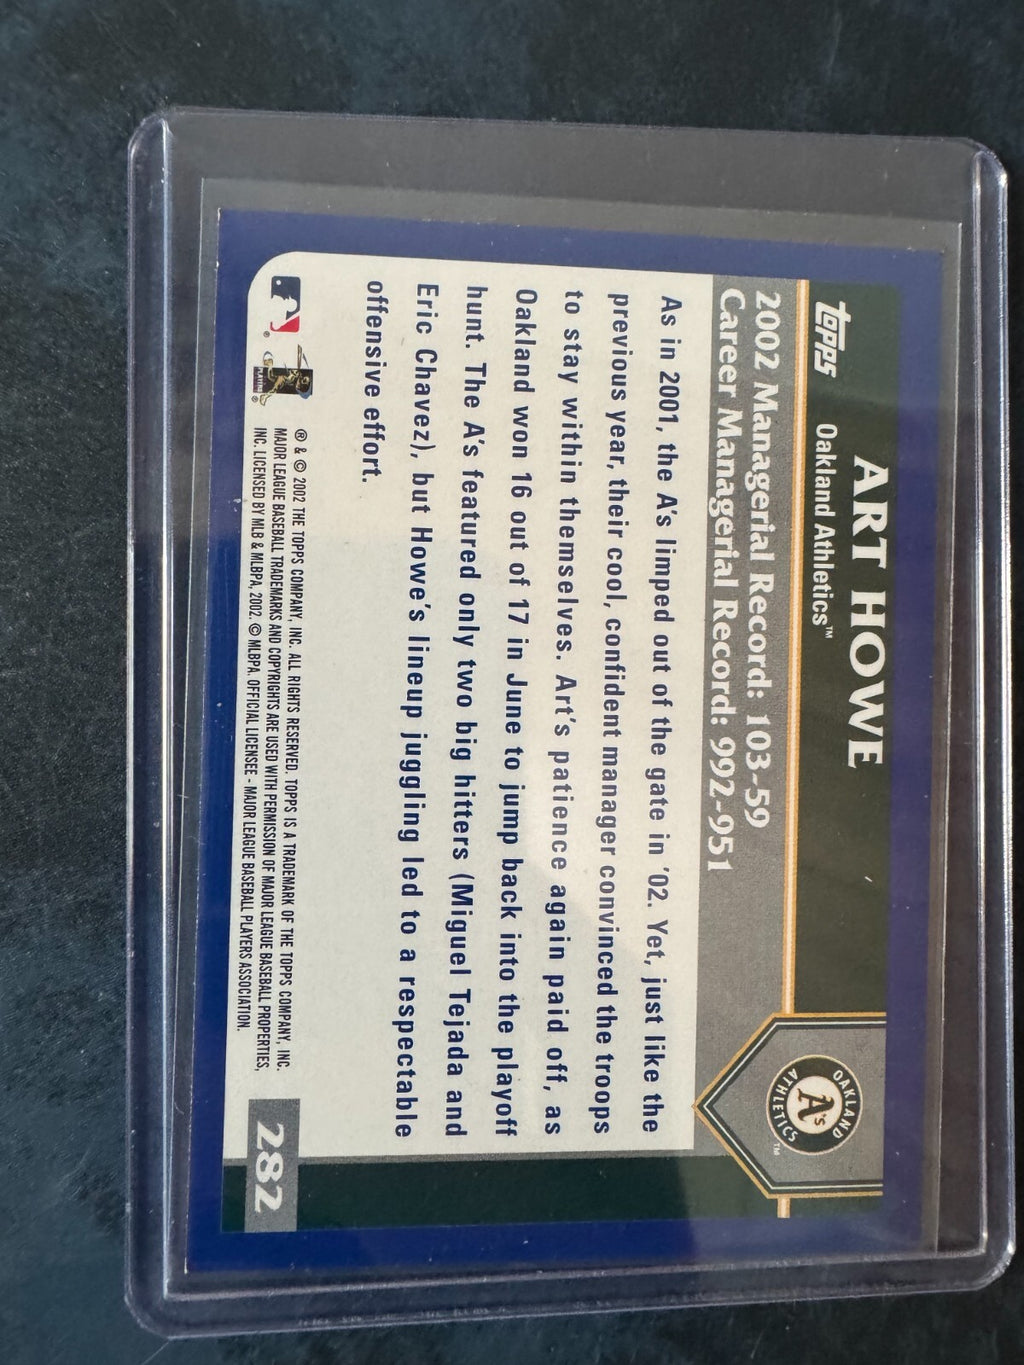 topps
ART HOWE
Oakland Athletics™
2002 Managerial Record: 103-59
Career Managerial Record: 992-951
OAKLAND
A's
ATHLETICS
™
As in 2001, the A's limped out of the gate in '02. Yet, just like the
previous year, their cool, confident manager convinced the troops
to stay within themselves. Art's patience again paid off, as
Oakland won 16 out of 17 in June to jump back into the playoff
hunt. The A's featured only two big hitters (Miguel Tejada and
Eric Chavez), but Howe's lineup juggling led to a respectable
offensive effort.
® & © 2002 THE TOPPS COMPANY, INC. ALL RIGHTS RESERVED. TOPPS IS A TRADEMARK OF THE TOPPS COMPANY, INC.
MAJOR LEAGUE BASEBALL TRADEMARKS AND COPYRIGHTS ARE USED WITH PERMISSION OF MAJOR LEAGUE BASEBALL PROPERTIES,
INC. LICENSED BY MLB & MLBPA, 2002. © MLBPA. OFFICIAL LICENSEE - MAJOR LEAGUE BASEBALL PLAYERS ASSOCIATION.
282